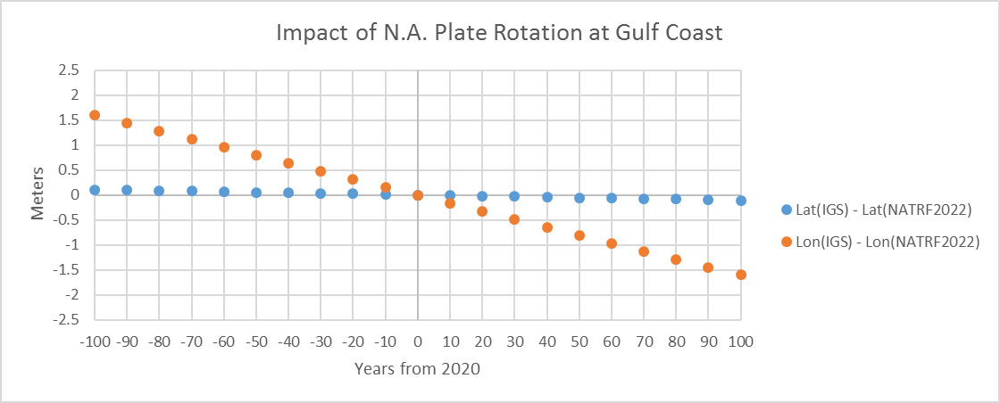 Impact of N.A. Plate Rotation at Gulf Coast
2.5
2
1.5
1
0.5
0
-0.5
-1
-1.5
-2
-2.5
Meters
-100 -90 -80 -70 -60 -50 -40 -30 -20 -10 0 10 20 30 40 50 60 70 80 90 100
Years from 2020
Lat(IGS) - Lat(NATRF2022)
Lon(IGS) - Lon(NATRF2022)